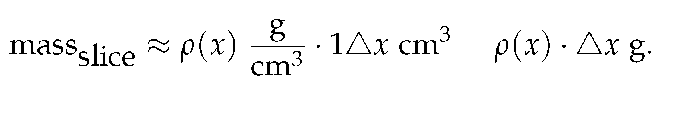 mass_slice ≈ ρ(x) g/cm³ · 1△x cm³ ρ(x) · △x g.